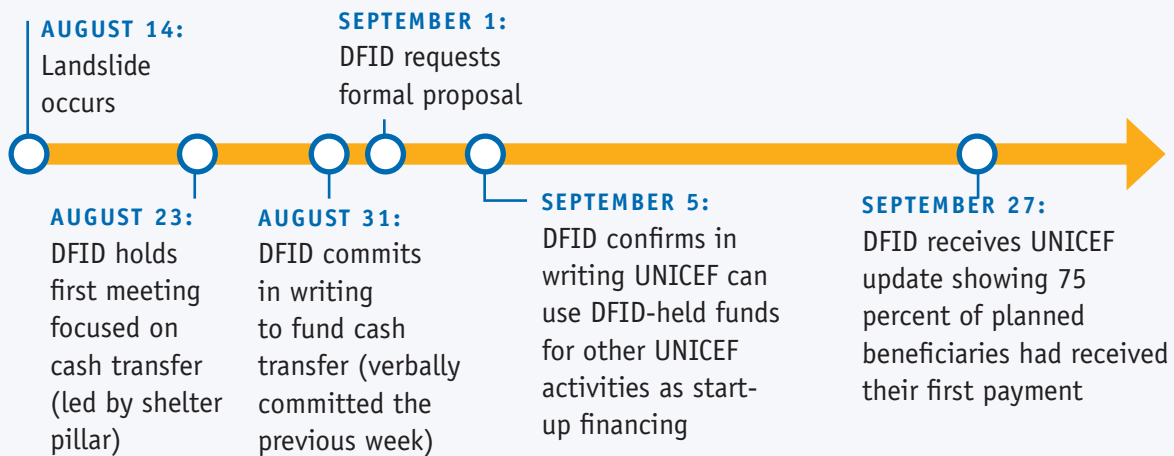 AUGUST 14:
Landslide
occurs
AUGUST 23:
DFID holds
first meeting
focused on
cash transfer
(led by shelter
pillar)
AUGUST 31:
DFID commits
in writing
to fund cash
transfer (verbally
committed the
previous week)
SEPTEMBER 1:
DFID requests
formal proposal
SEPTEMBER 5:
DFID confirms in
writing UNICEF can
use DFID-held funds
for other UNICEF
activities as start-
up financing
SEPTEMBER 27:
DFID receives UNICEF
update showing 75
percent of planned
beneficiaries had received
their first payment